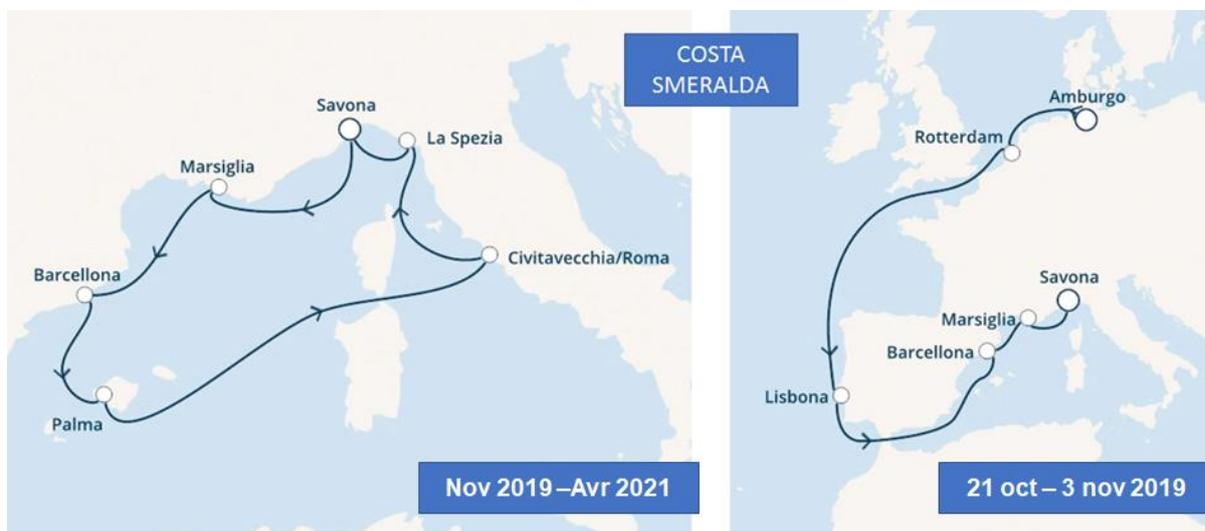 COSTA
SMERALDA
Savona
La Spezia
Marsiglia
Civitavecchia/Roma
Barcellona
Palma
Nov 2019 –Avr 2021
Amburgo
Rotterdam
Savona
Marsiglia
Barcellona
Lisbona
21 oct – 3 nov 2019